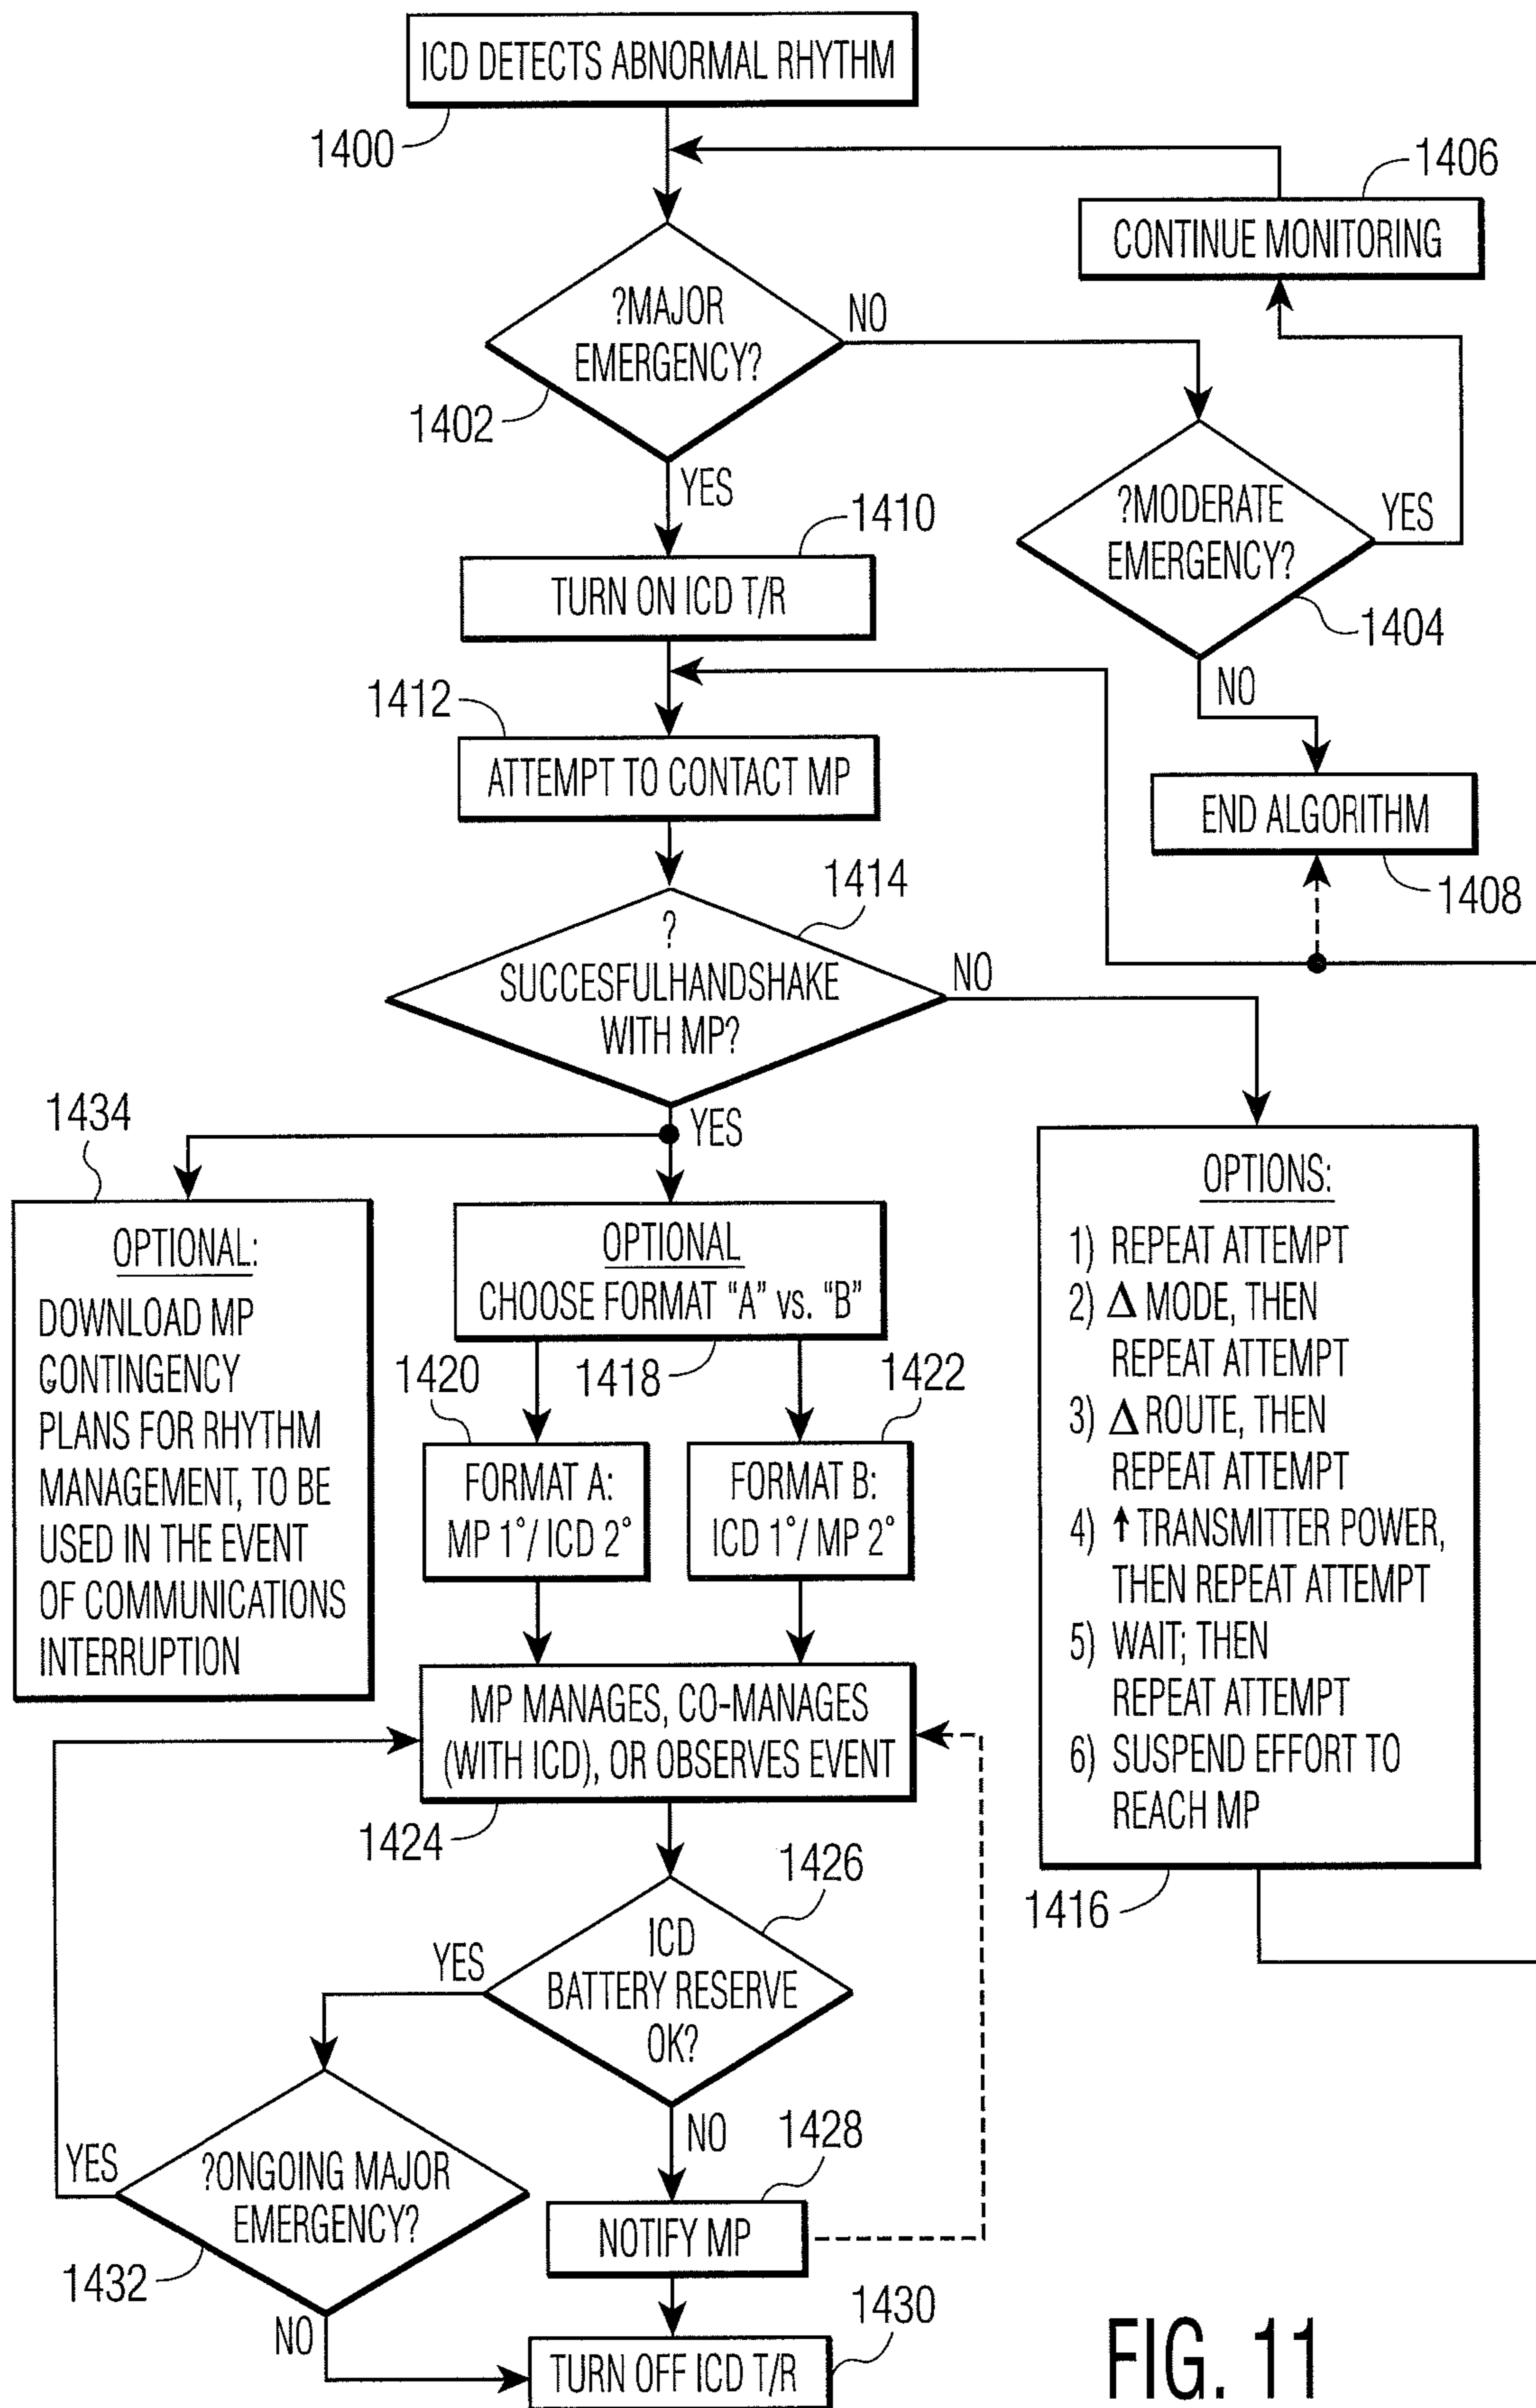 ICD DETECTS ABNORMAL RHYTHM
1400
1406
CONTINUE MONITORING
?MAJOR
EMERGENCY?
NO
1402
YES
?MODERATE
EMERGENCY?
YES
1404
NO
1410
TURN ON ICD T/R
1412
ATTEMPT TO CONTACT MP
END ALGORITHM
1408
1414
?
SUCCESFULHANDSHAKE
WITH MP?
NO
YES
1434
OPTIONAL:
DOWNLOAD MP
CONTINGENCY
PLANS FOR RHYTHM
MANAGEMENT, TO BE
USED IN THE EVENT
OF COMMUNICATIONS
INTERRUPTION
OPTIONAL
CHOOSE FORMAT “A” vs. “B”
1418
1420
1422
FORMAT A:
MP 1°/ ICD 2°
FORMAT B:
ICD 1°/ MP 2°
OPTIONS:
1) REPEAT ATTEMPT
2) Δ MODE, THEN
REPEAT ATTEMPT
3) Δ ROUTE, THEN
REPEAT ATTEMPT
4) ↑ TRANSMITTER POWER,
THEN REPEAT ATTEMPT
5) WAIT; THEN
REPEAT ATTEMPT
6) SUSPEND EFFORT TO
REACH MP
1416
MP MANAGES, CO-MANAGES
(WITH ICD), OR OBSERVES EVENT
1424
1426
ICD
BATTERY RESERVE
OK?
YES
NO
1428
NOTIFY MP
?ONGOING MAJOR
EMERGENCY?
YES
1432
NO
1430
TURN OFF ICD T/R
FIG. 11